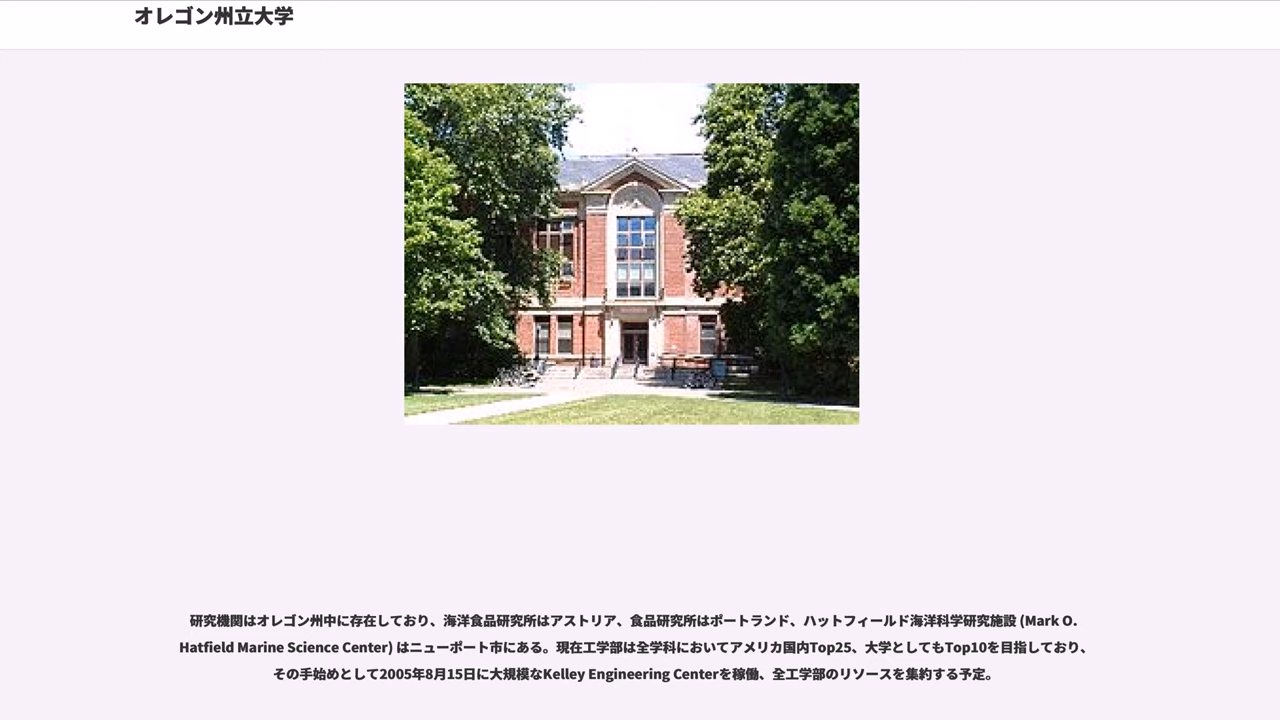 オレゴン州立大学
研究機関はオレゴン州中に存在しており、海洋食品研究所はアストリア、食品研究所はポートランド、ハットフィールド海洋科学研究施設 (Mark O.
Hatfield Marine Science Center) はニューポート市にある。現在工学部は全学科においてアメリカ国内Top25、大学としてもTop10を目指しており、
その手始めとして2005年8月15日に大規模なKelley Engineering Centerを稼働、全工学部のリソースを集約する予定。